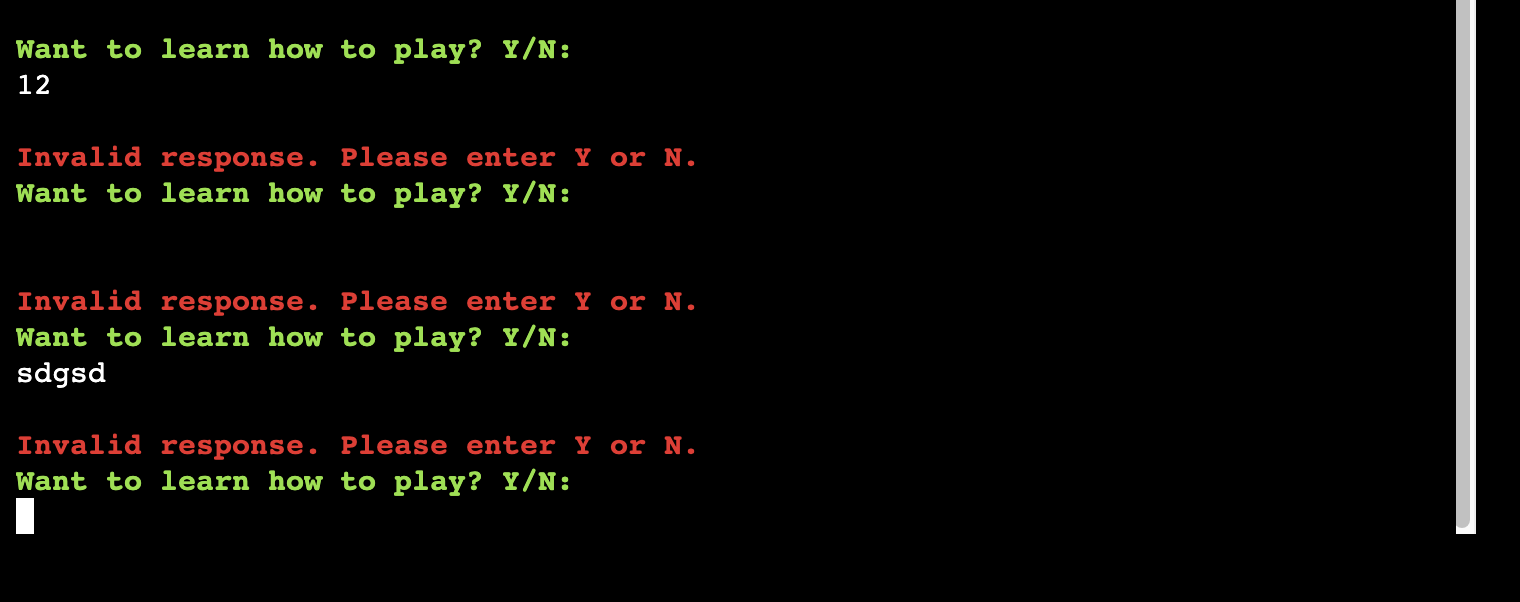 Want to learn how to play? Y/N:
12
Invalid response. Please enter Y or N.
Want to learn how to play? Y/N:
Invalid response. Please enter Y or N.
Want to learn how to play? Y/N:
sdgsd
Invalid response. Please enter Y or N.
Want to learn how to play? Y/N: